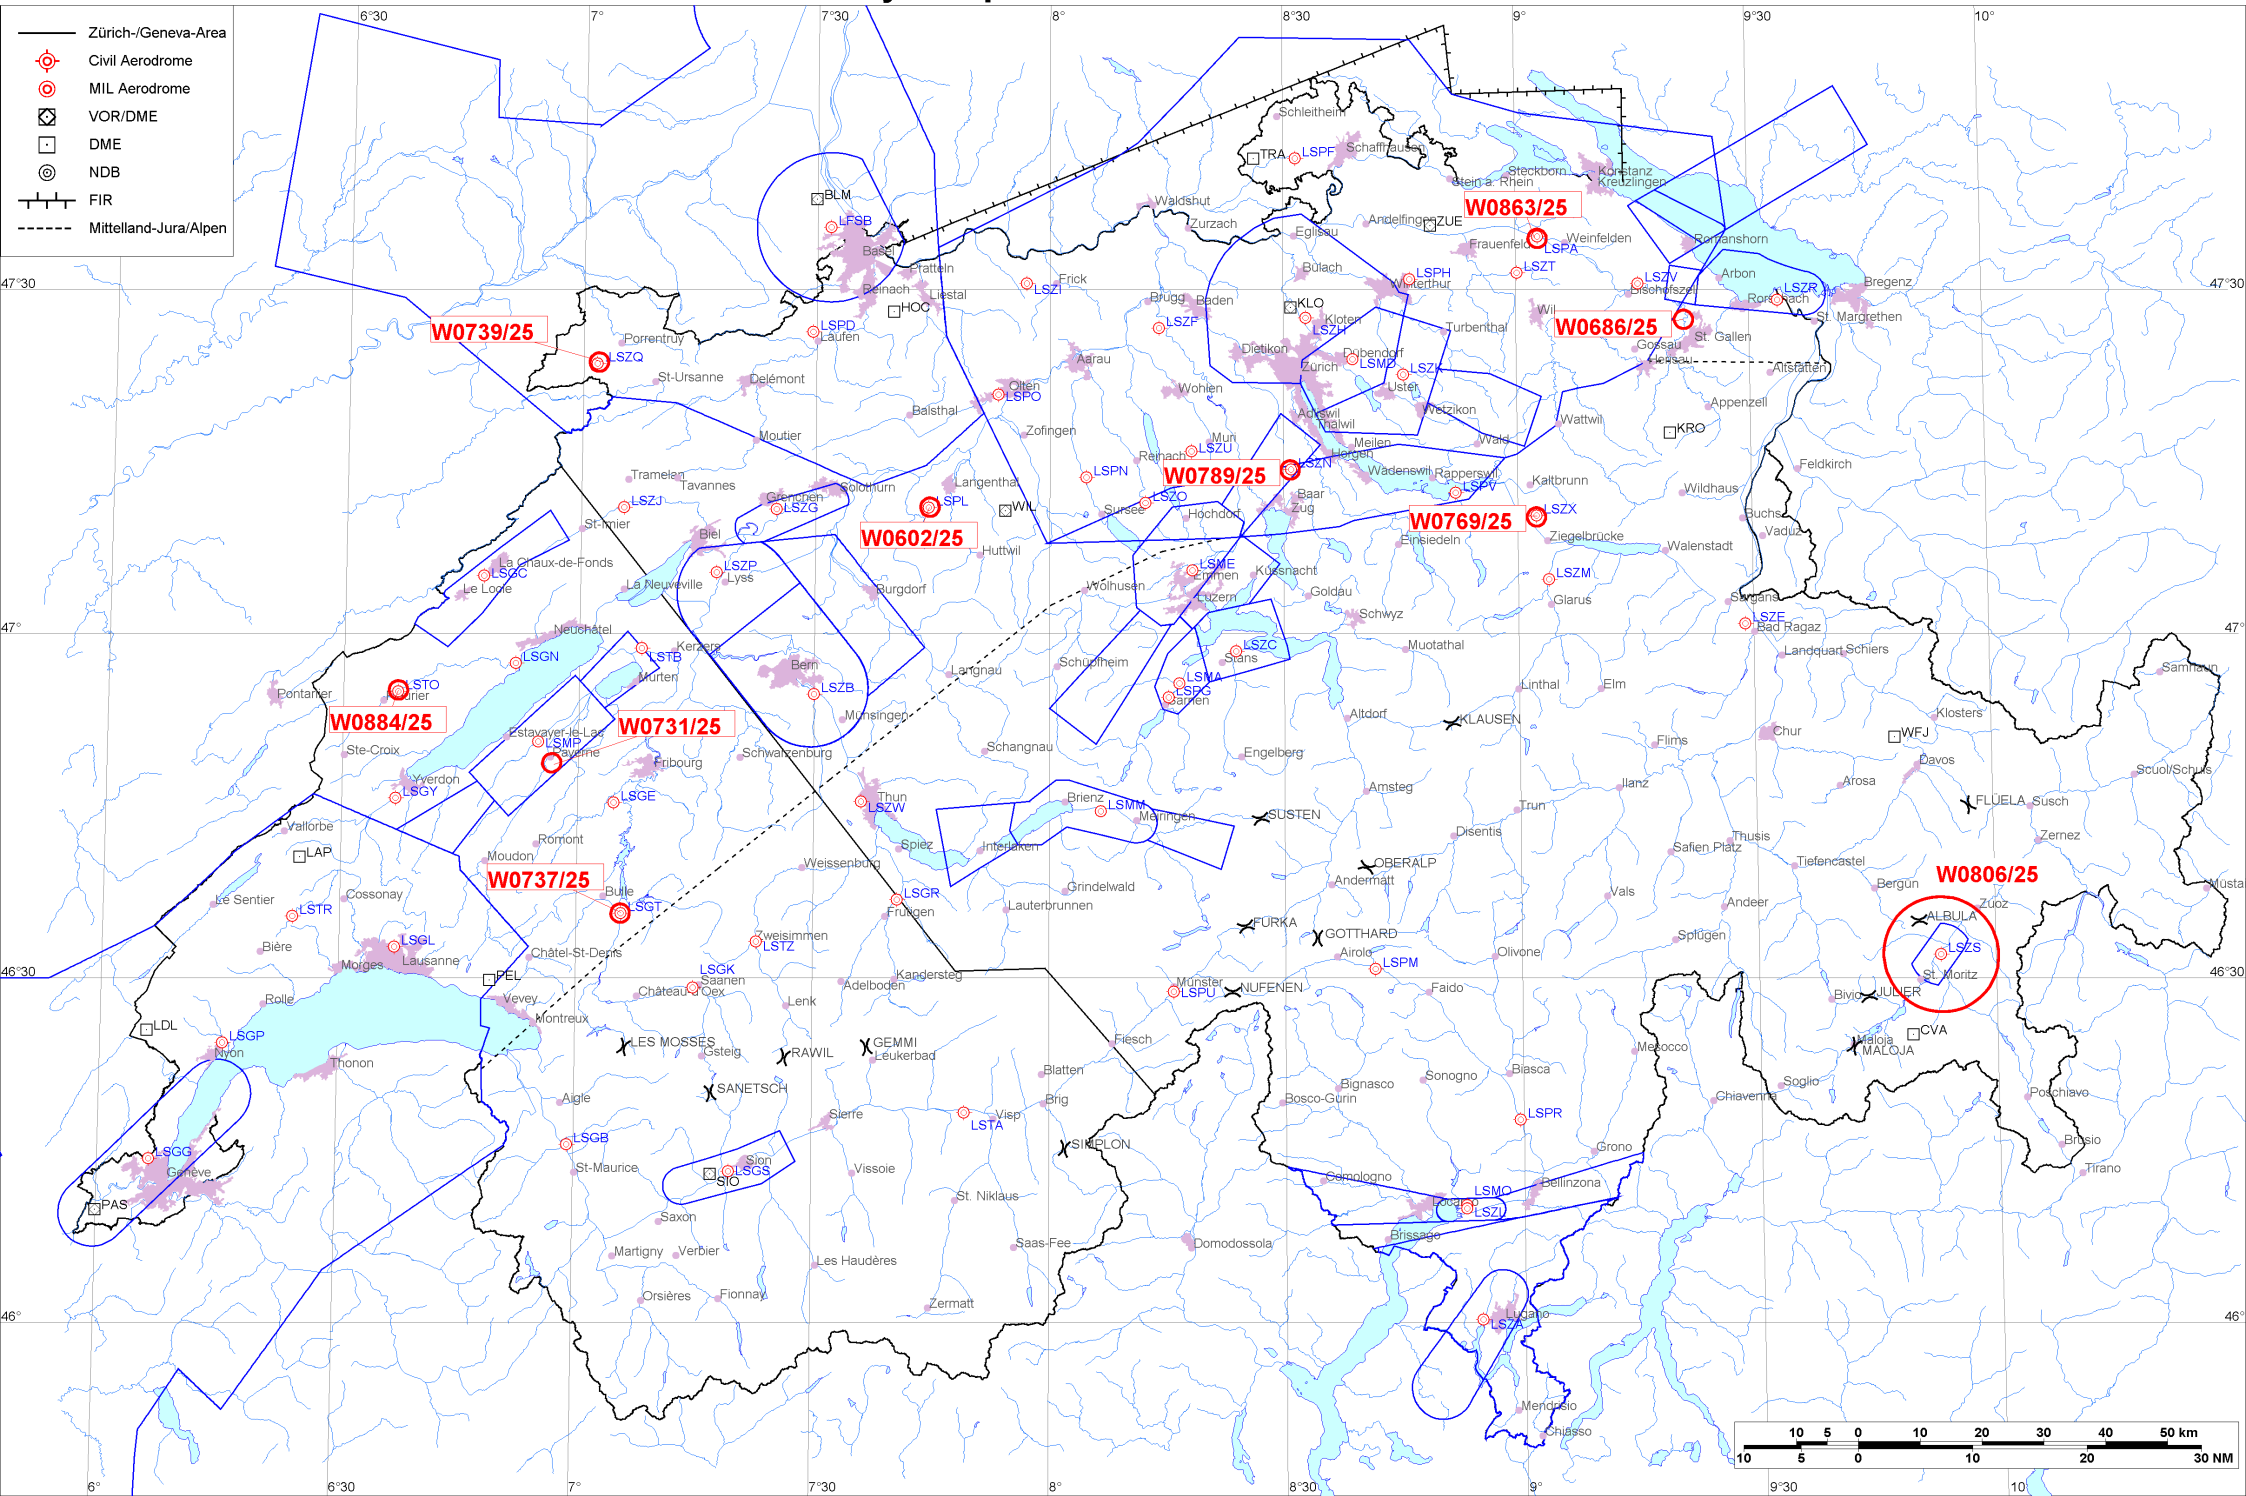 6°30
7°
7°30
8°
8°30
9°
9°30
10°
Zürich-/Geneva-Area
Civil Aerodrome
MIL Aerodrome
VOR/DME
DME
NDB
FIR
Mittelland-Jura/Alpen
Schleitheim
TRA
LSPF
Schaffhausen
Steckborn
Konstanz
Stein a. Rhein
Kreuzlingen
BLM
Waldshut
W0863/25
LFSB
Zurzach
Andelfingen
ZUE
Eglisau
Basel
Frauenfeld
LSPA
Weinfelden
Romanshorn
Pratteln
Bülach
LSPH
LSZT
LSZV
Arbon
47°30
Reinach
Liestal
LSZI
Frick
Winterthur
Bischofszell
LSZR
Bregenz
47°30
HOC
Brugg
Baden
KLO
Rorschach
W0739/25
LSPD
Laufen
LSZF
Kloten
LSZH
Wil
W0686/25
St. Margrethen
Porrentruy
Turbenthal
St. Gallen
LSZQ
Aarau
Dietikon
Dübendorf
LSMD
Gossau
Herisau
St-Ursanne
Delémont
Zürich
LSZK
Altstätten
Olten
LSPO
Wohlen
Uster
Balsthal
Adliswil
Wetzikon
Appenzell
Thalwil
Wattwil
Moutier
Zofingen
Muri
LSZU
Meilen
Wald
KRO
Horgen
Reinach
W0789/25
LSZN
Wädenswil
Rapperswil
Feldkirch
Tramelan
Tavannes
Solothurn
Langenthal
LSPN
Kaltbrunn
Wildhaus
Grenchen
LSPV
LSZJ
LSZG
LSPL
WIL
LSZO
Baar
Zug
LSZX
St-Imier
Sursee
Hochdorf
W0769/25
Buchs
Biel
W0602/25
Einsiedeln
Ziegelbrücke
Vaduz
Huttwil
Walenstadt
La Chaux-de-Fonds
LSGC
LSZP
Lyss
LSME
Emmen
Küssnacht
LSZM
Le Locle
La Neuveville
Burgdorf
Wolhusen
Luzern
Goldau
Glarus
Sargans
Schwyz
LSZE
Bad Ragaz
47°
Neuchâtel
47°
LSGN
LSTB
Kerzers
Bern
Schüpfheim
LSZC
Stans
Muotathal
Landquart
Schiers
Langnau
Samnaun
Pontarlier
LSTO
Fleurier
Murten
LSZB
LSMA
LSPG
Sarnen
Linthal
Elm
W0884/25
W0731/25
Münsingen
Altdorf
KLAUSEN
Klosters
Estavayer-le-Lac
LSMP
Payerne
Ste-Croix
Schwarzenburg
Schangnau
Engelberg
Flims
Chur
WFJ
Fribourg
Davos
Yverdon
LSGY
Scuol/Schuls
LSGE
Thun
LSZW
Brienz
LSMM
Meiringen
Amsteg
Ilanz
Arosa
FLÜELA
Susch
SUSTEN
Trun
Vallorbe
Romont
Disentis
Thusis
Zernez
LAP
Moudon
Spiez
Interlaken
Safien Platz
Weissenburg
OBERALP
Tiefencastel
W0737/25
Grindelwald
Andermatt
Bergun
W0806/25
Müstair
Le Sentier
Cossonay
Bulle
LSGT
LSGR
Vals
LSTR
Frutigen
Lauterbrunnen
FURKA
Andeer
Zuoz
ALBULA
Bière
LSGL
Zweisimmen
LSTZ
GOTTHARD
Splügen
Morges
Lausanne
Châtel-St-Denis
Airolo
Olivone
LSZS
46°30
PEL
LSGK
Saanen
Kandersteg
LSPM
St. Moritz
46°30
Rolle
Vevey
Château-d'Oex
Adelboden
Münster
LSPU
NUFENEN
Faido
Bivio
JULIER
Lenk
LDL
Montreux
LSGP
Nyon
LES MOSSES
GEMMI
Fiesch
CVA
Maloja
MALOJA
Gsteig
RAWIL
Leukerbad
Mesocco
Thonon
Blatten
Biasca
SANETSCH
Bignasco
Sonogno
Soglio
Aigle
Brig
Bosco-Gurin
Chiavenna
Poschiavo
Sierre
LSTA
Visp
LSPR
LSGB
SIMPLON
Grono
Brusio
LSGG
Genève
St-Maurice
Sion
LSGS
SIO
Vissoie
Comologno
Tirano
LSMO
Bellinzona
PAS
St. Niklaus
Locarno
LSZL
Saxon
Brissago
Martigny
Verbier
Saas-Fee
Domodossola
Les Haudères
Orsières
Fionnay
Zermatt
46°
Lugano
LSZA
46°
Mendrisio
Chiasso
10 5 0 10 20 30 40 50 km
10 5 0 10 20 30 NM
6°
6°30
7°
7°30
8°
8°30
9°
9°30
10°